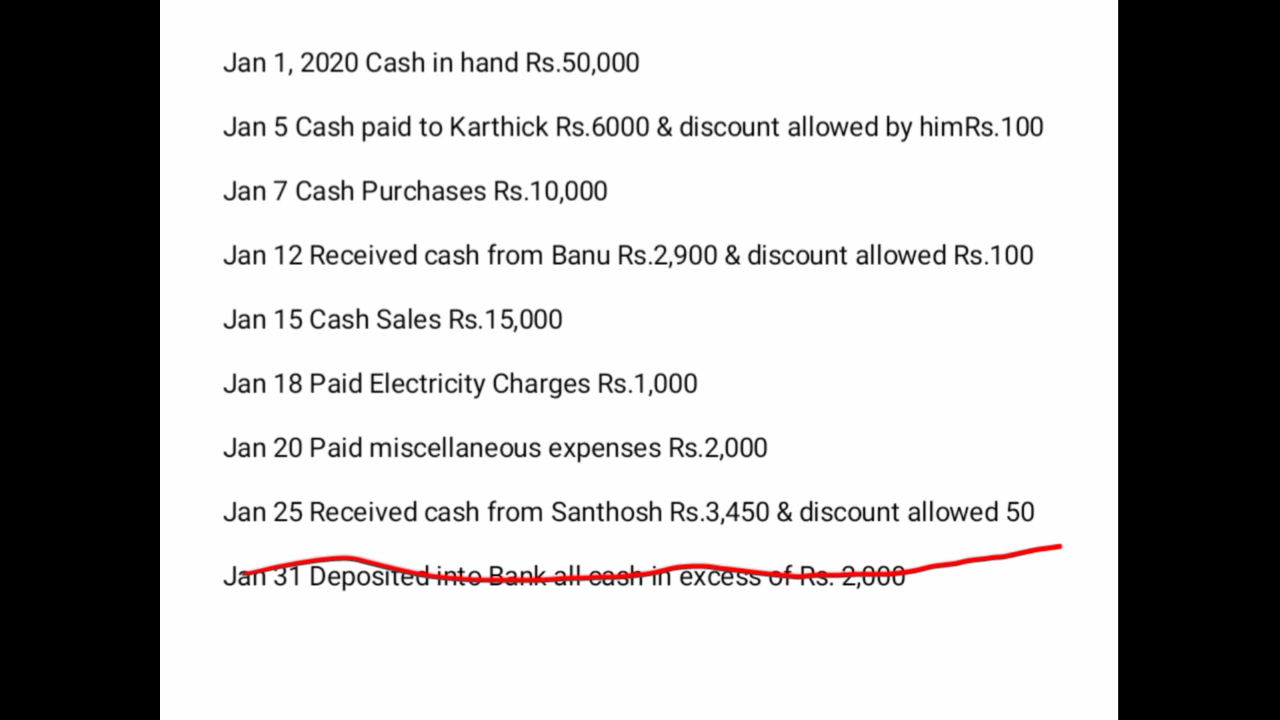 Jan 1, 2020 Cash in hand Rs.50,000
Jan 5 Cash paid to Karthick Rs.6000 & discount allowed by himRs.100
Jan 7 Cash Purchases Rs.10,000
Jan 12 Received cash from Banu Rs.2,900 & discount allowed Rs.100
Jan 15 Cash Sales Rs.15,000
Jan 18 Paid Electricity Charges Rs.1,000
Jan 20 Paid miscellaneous expenses Rs.2,000
Jan 25 Received cash from Santhosh Rs.3,450 & discount allowed 50
Jan 31 Deposited into Bank all cash in excess of Rs. 2,000